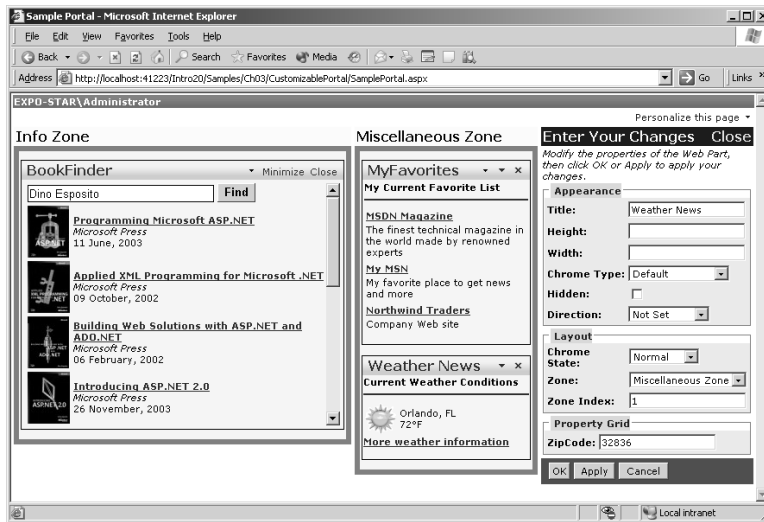 Sample Portal - Microsoft Internet Explorer
File Edit View Favorites Tools Help
Back Search Favorites Media
Address http://localhost:41223/Intro20/Samples/Ch03/CustomizablePortal/SamplePortal.aspx Go Links »
EXPO-STAR\Administrator
Personalize this page
Info Zone
BookFinder Minimize Close
Dino Esposito Find
Programming Microsoft ASP.NET
Microsoft Press
11 June, 2003
Applied XML Programming for Microsoft .NET
Microsoft Press
09 October, 2002
Building Web Solutions with ASP.NET and
ADO.NET
Microsoft Press
06 February, 2002
Introducing ASP.NET 2.0
Microsoft Press
26 November, 2003
Miscellaneous Zone
MyFavorites
My Current Favorite List
MSDN Magazine
The finest technical magazine in
the world made by renowned
experts
My MSN
My favorite place to get news
and more
Northwind Traders
Company Web site
Weather News
Current Weather Conditions
Orlando, FL
72°F
More weather information
Enter Your Changes Close
Modify the properties of the Web Part,
then click OK or Apply to apply your
changes.
Appearance
Title: Weather News
Height:
Width:
Chrome Type: Default
Hidden:
Direction: Not Set
Layout
Chrome
State: Normal
Zone: Miscellaneous Zone
Zone Index: 1
Property Grid
ZipCode: 32836
OK Apply Cancel
Local intranet